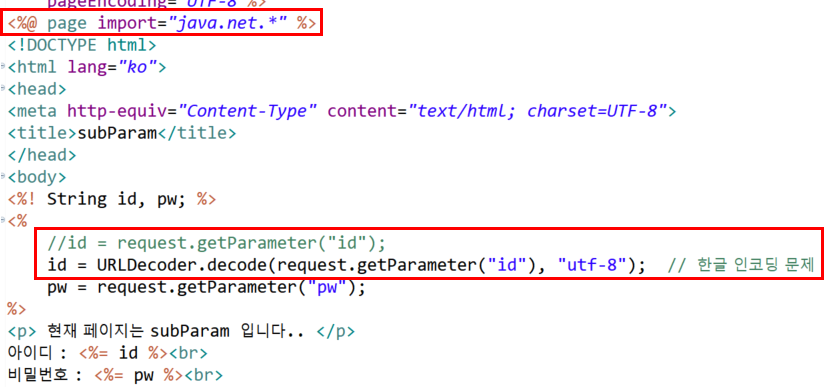 pageEncoding="UTF-8"%>
<%@ page import="java.net.*" %>
<!DOCTYPE html>
<html lang="ko">
<head>
<meta http-equiv="Content-Type" content="text/html; charset=UTF-8">
<title>subParam</title>
</head>
<body>
<%! String id, pw; %>
<%
//id = request.getParameter("id");
id = URLDecoder.decode(request.getParameter("id"), "utf-8");  // 한글 인코딩 문제
pw = request.getParameter("pw");
%>
<p> 현재 페이지는 subParam 입니다.. </p>
아이디 : <%= id %><br>
비밀번호 : <%= pw %><br>